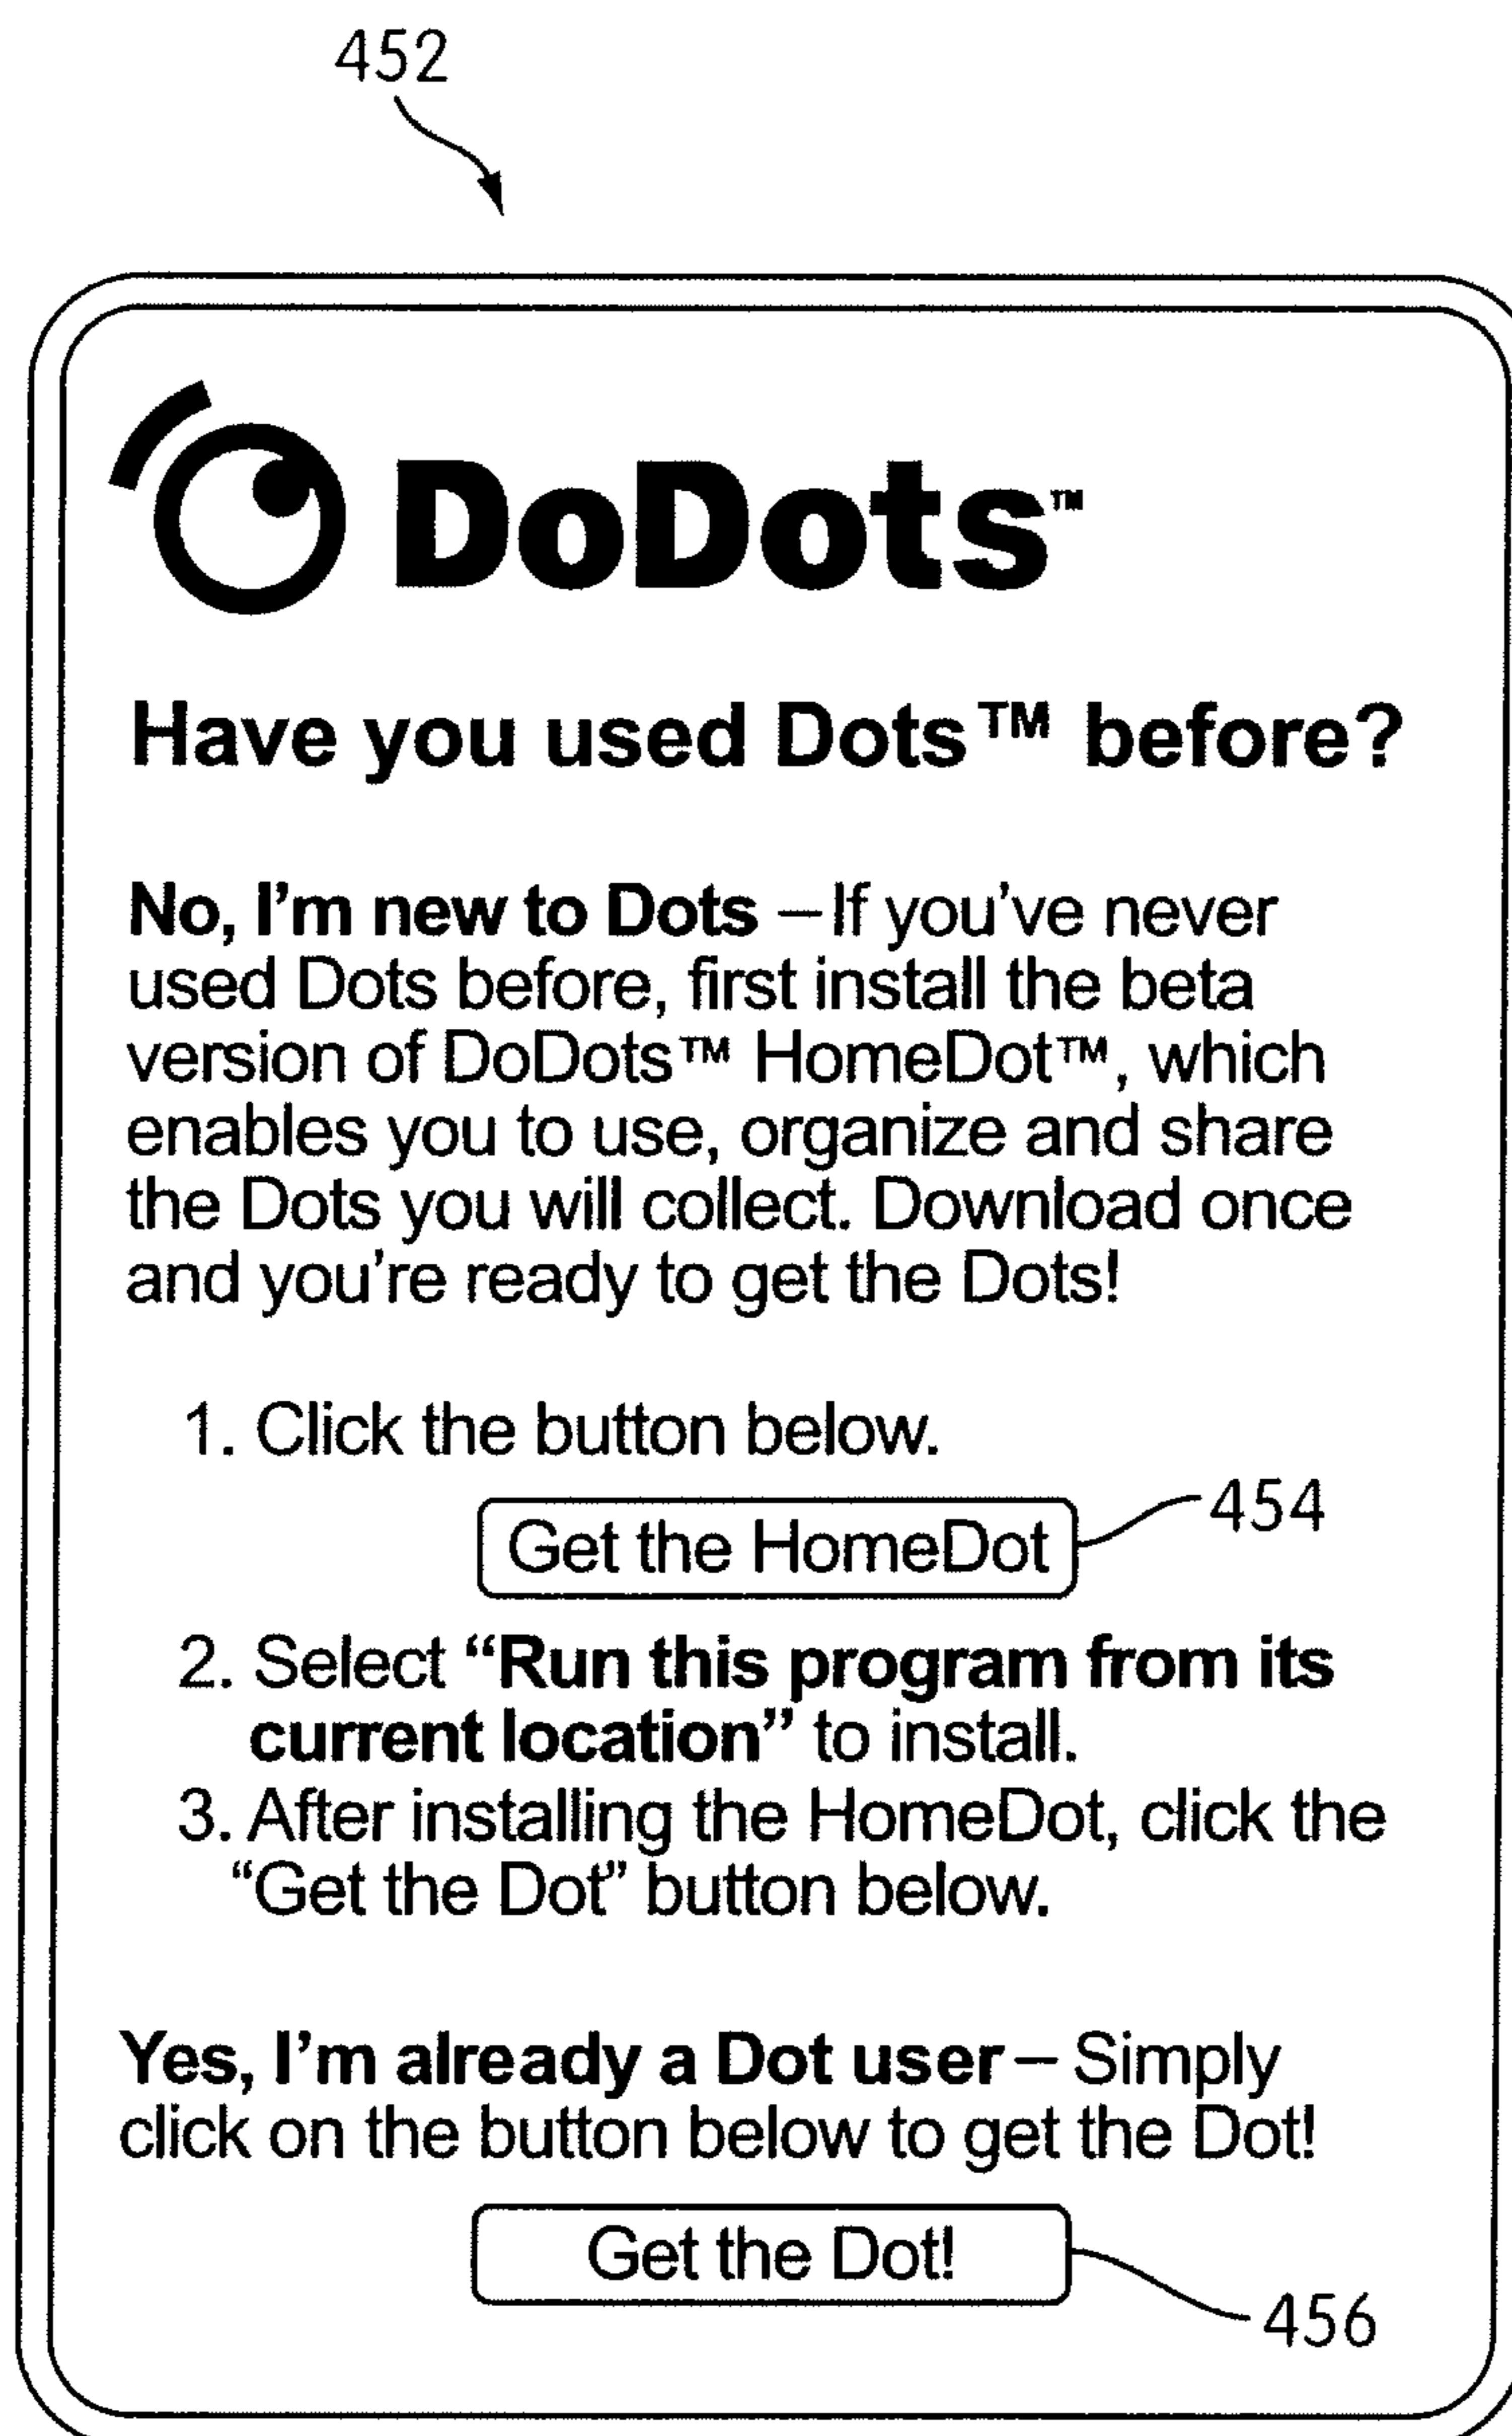 452
DoDots™
Have you used Dots™ before?
No, I'm new to Dots – If you've never
used Dots before, first install the beta
version of DoDots™ HomeDot™, which
enables you to use, organize and share
the Dots you will collect. Download once
and you're ready to get the Dots!
1. Click the button below.
Get the HomeDot 454
2. Select “Run this program from its
current location” to install.
3. After installing the HomeDot, click the
“Get the Dot” button below.
Yes, I'm already a Dot user – Simply
click on the button below to get the Dot!
Get the Dot!
456